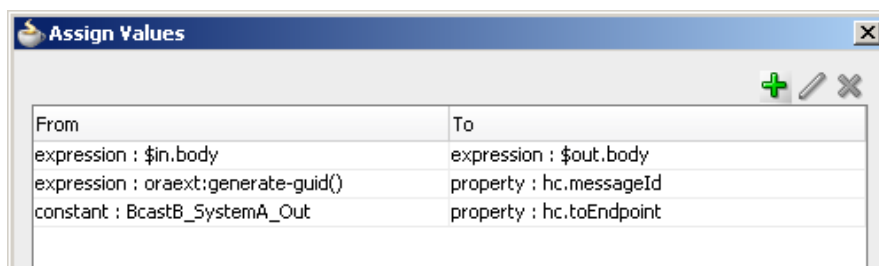 Assign Values
From To
expression : $in.body expression : $out.body
expression : oraext:generate-guid() property : hc.messageId
constant : BcastB_SystemA_Out property : hc.toEndpoint